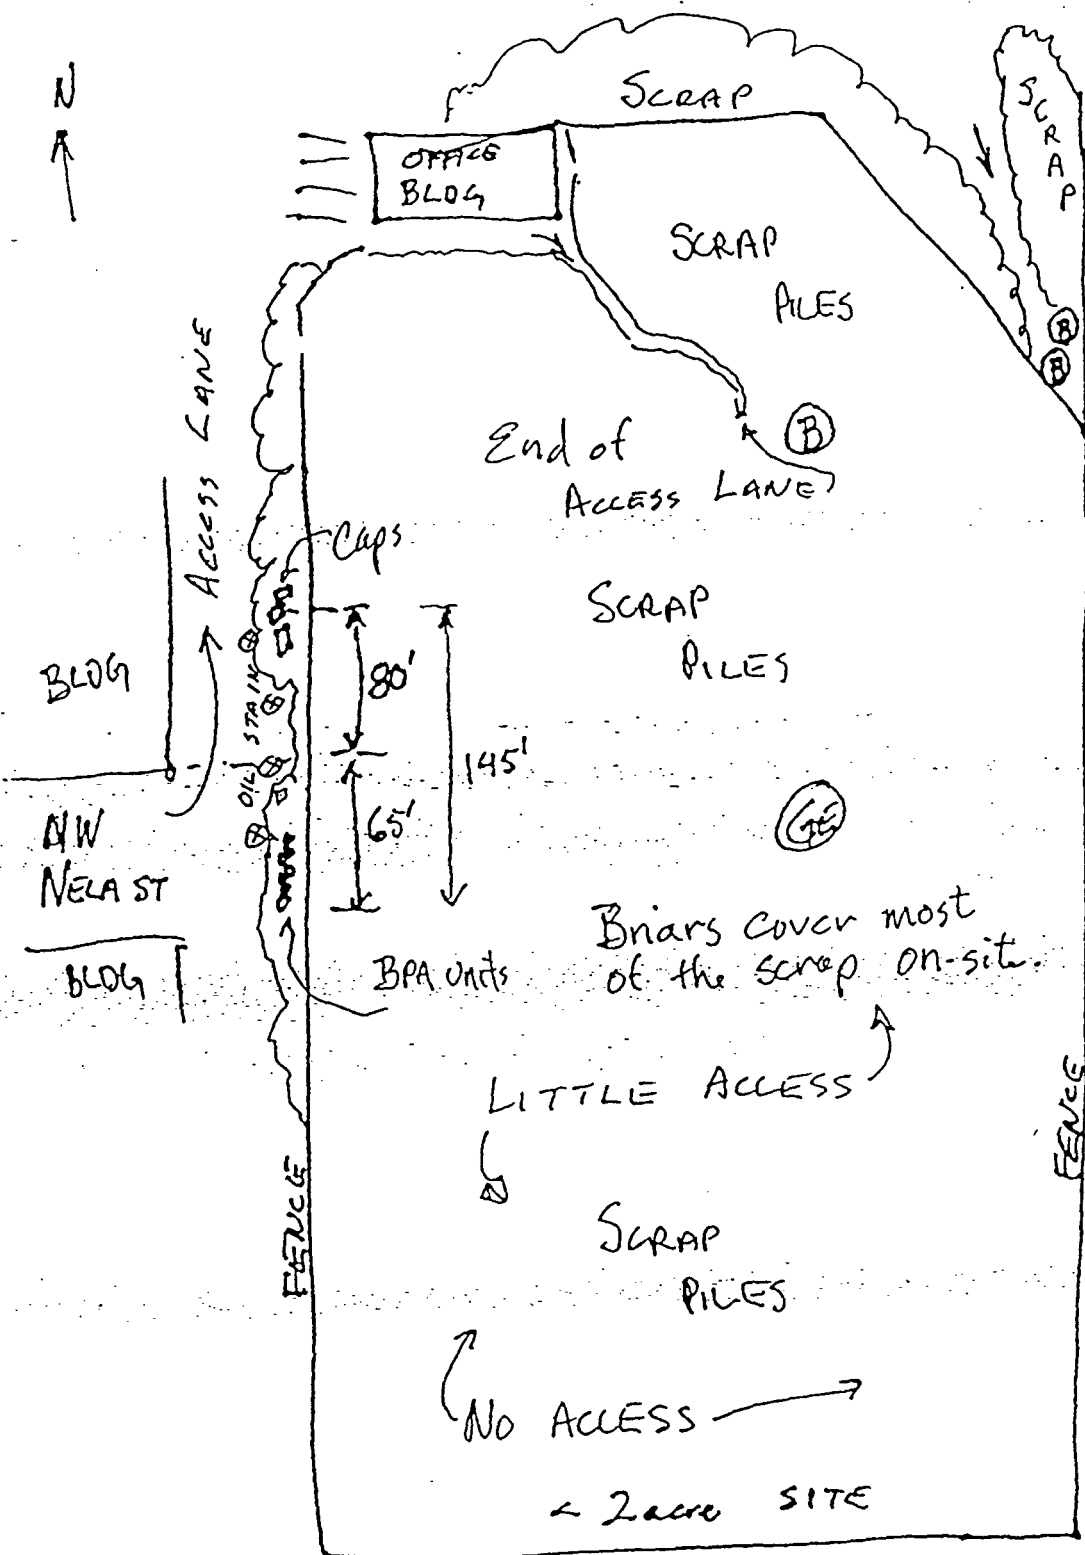 N
SCRAP
SCRAP
OFFICE
BLDG
SCRAP
PILES
B
B
ACCESS LANE
B
End of
ACCESS LANE
Caps
SCRAP
PILES
BLDG
80'
OIL STAIN
145'
65'
GE
NW
NELA ST
Briars cover most
of the scrap on-site.
BPA units
BLDG
LITTLE ACCESS
FENCE
FENCE
SCRAP
PILES
NO ACCESS
< 2 acre SITE